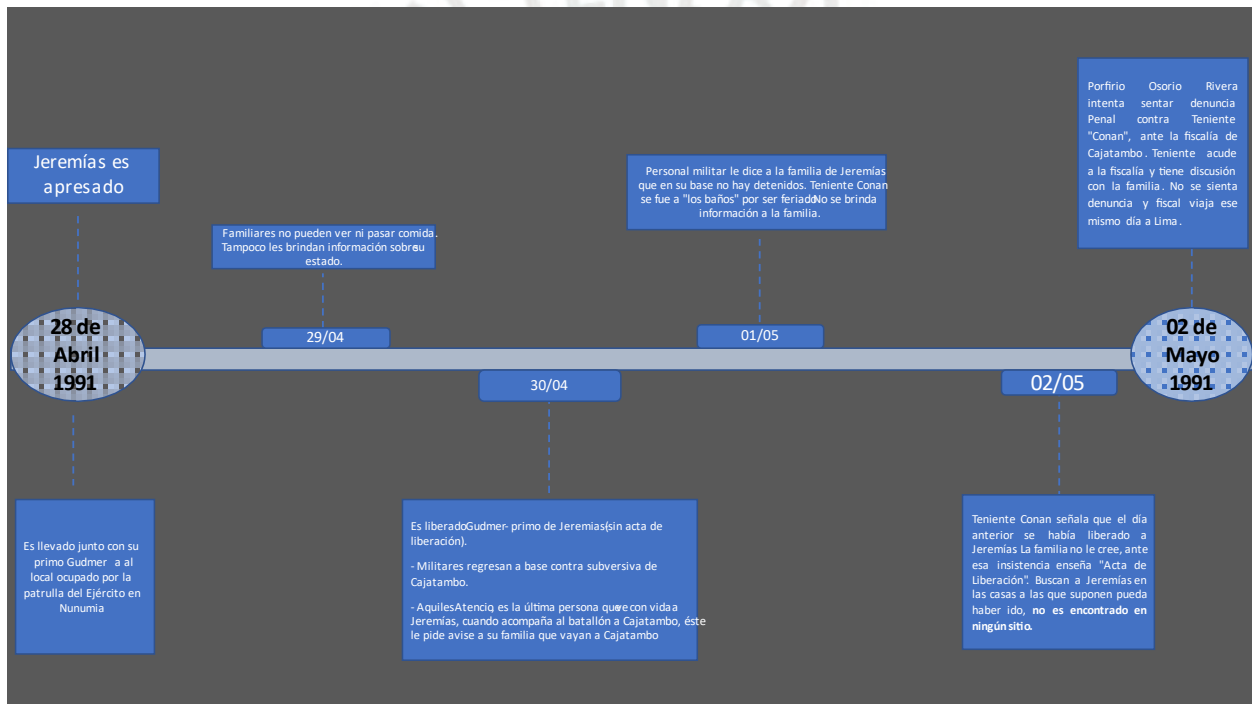 Jeremías es
apresado
28 de
Abril
1991
Es llevado junto con su
primo Gudmer a al
local ocupado por la
patrulla del Ejército en
Nunumia
Familiares no pueden ver ni pasar comida.
Tampoco les brindan información sobre su
estado.
29/04
30/04
Es liberado Gudmer- primo de Jeremias (sin acta de
liberación).
- Militares regresan a base contra subversiva de
Cajatambo.
- Aquiles Atencio, es la última persona que ve con vida a
Jeremías, cuando acompaña al batallón a Cajatambo, éste
le pide avise a su familia que vayan a Cajatambo
Personal militar le dice a la familia de Jeremías
que en su base no hay detenidos. Teniente Conan
se fue a "los baños" por ser feriado. No se brinda
información a la familia.
01/05
02/05
Teniente Conan señala que el día
anterior se había liberado a
Jeremías La familia no le cree, ante
esa insistencia enseña "Acta de
Liberación". Buscan a Jeremías en
las casas a las que suponen pueda
haber ido, no es encontrado en
ningún sitio.
Porfirio Osorio Rivera
intenta sentar denuncia
Penal contra Teniente
"Conan", ante la fiscalía de
Cajatambo. Teniente acude
a la fiscalía y tiene discusión
con la familia. No se sienta
denuncia y fiscal viaja ese
mismo día a Lima.
02 de
Mayo
1991